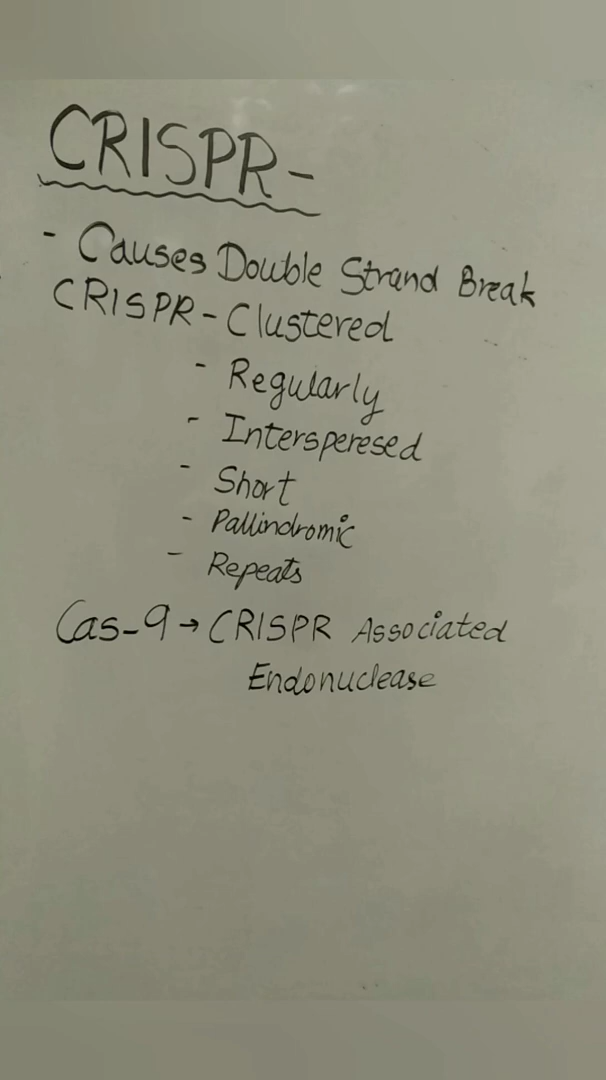 CRISPR-
- Causes Double Strand Break
CRISPR - Clustered
- Regularly
- Intersperesed
- Short
- Pallindromic
- Repeats
Cas-9 → CRISPR Associated
Endonuclease